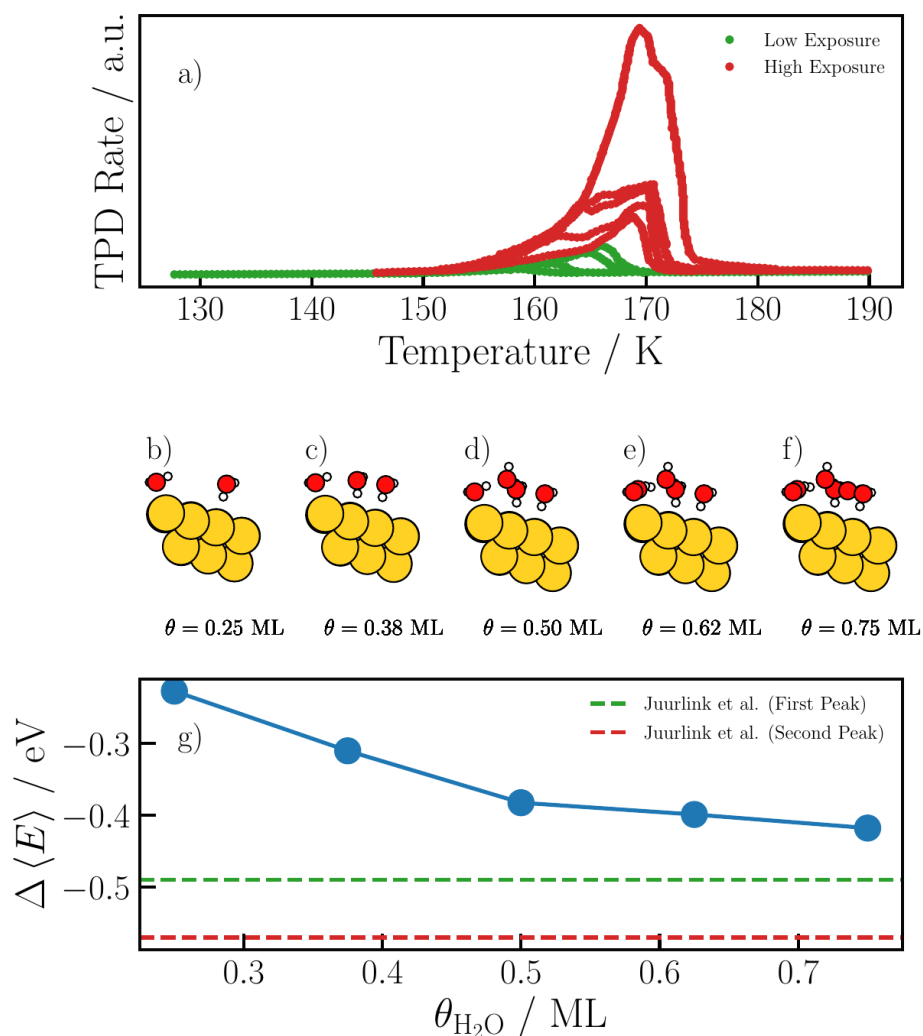 a)
Low Exposure
High Exposure
TPD Rate / a.u.
130 140 150 160 170 180 190
Temperature / K
b) c) d) e) f)
θ = 0.25 ML θ = 0.38 ML θ = 0.50 ML θ = 0.62 ML θ = 0.75 ML
g)
Juurlink et al. (First Peak)
Juurlink et al. (Second Peak)
Δ ⟨E⟩ / eV
−0.3
−0.4
−0.5
0.3 0.4 0.5 0.6 0.7
θ_{H₂O} / ML